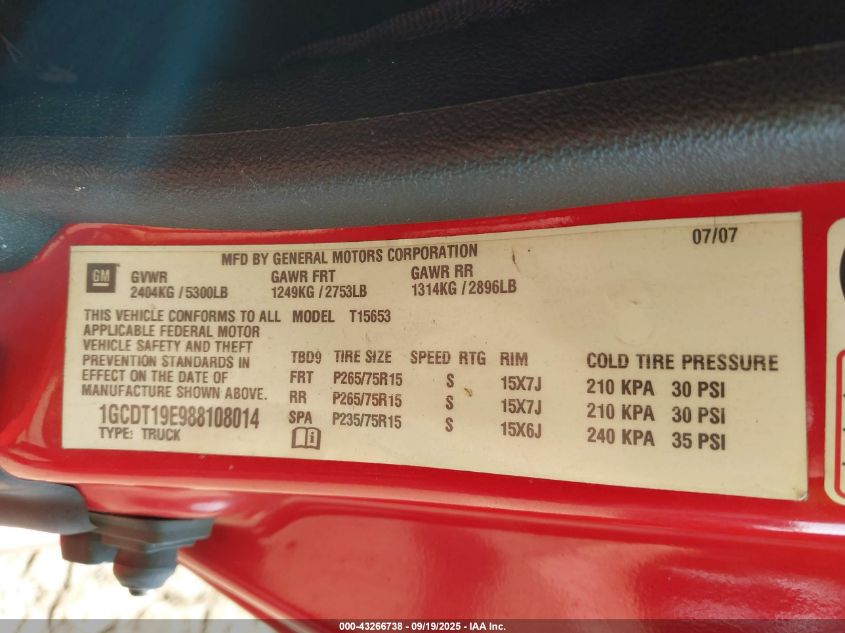 MFD BY GENERAL MOTORS CORPORATION
07/07
GM
GVWR GAWR FRT GAWR RR
2404KG / 5300LB 1249KG / 2753LB 1314KG / 2896LB
THIS VEHICLE CONFORMS TO ALL
APPLICABLE FEDERAL MOTOR
VEHICLE SAFETY AND THEFT
PREVENTION STANDARDS IN
EFFECT ON THE DATE OF
MANUFACTURE SHOWN ABOVE.
1GCDT19E988108014
TYPE: TRUCK
MODEL T15653
TBD9 TIRE SIZE SPEED RTG RIM COLD TIRE PRESSURE
FRT P265/75R15 S 15X7J 210 KPA 30 PSI
RR P265/75R15 S 15X7J 210 KPA 30 PSI
SPA P235/75R15 S 15X6J 240 KPA 35 PSI
000-43266738 - 09/19/2025 - IAA Inc.